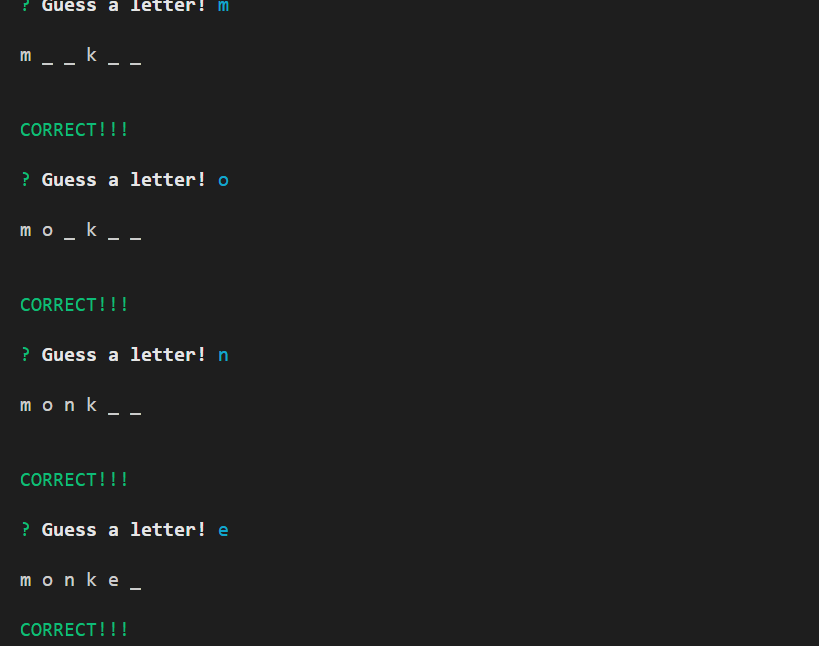 ? Guess a letter! m
m _ _ k _ _
CORRECT!!!
? Guess a letter! o
m o _ k _ _
CORRECT!!!
? Guess a letter! n
m o n k _ _
CORRECT!!!
? Guess a letter! e
m o n k e _
CORRECT!!!